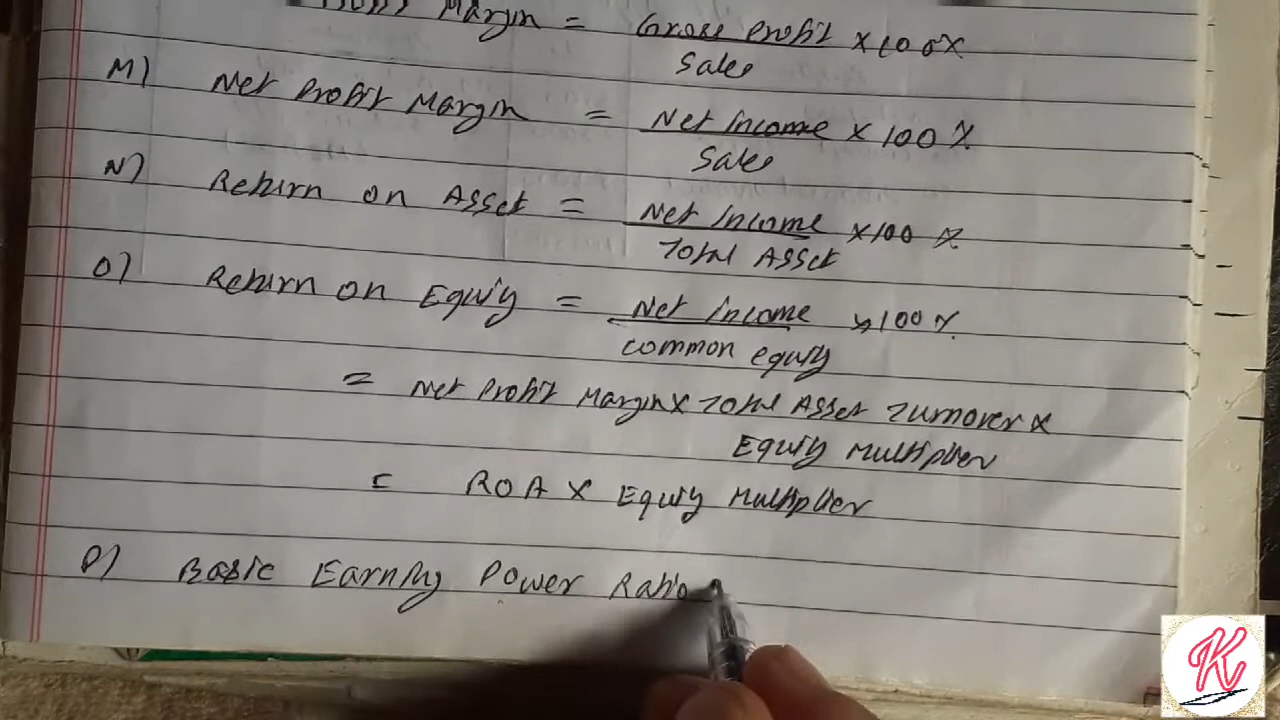 Margin = Gross Profit × 100%
Sales
M) Net Profit Margin = Net Income × 100%
Sales
N) Return on Asset = Net Income × 100%
Total Asset
O) Return on Equity = Net Income × 100%
common equity
= Net Profit Margin × Total Asset Turnover ×
Equity Multiplier
= ROA × Equity Multiplier
P) Basic Earning Power Ratio
K